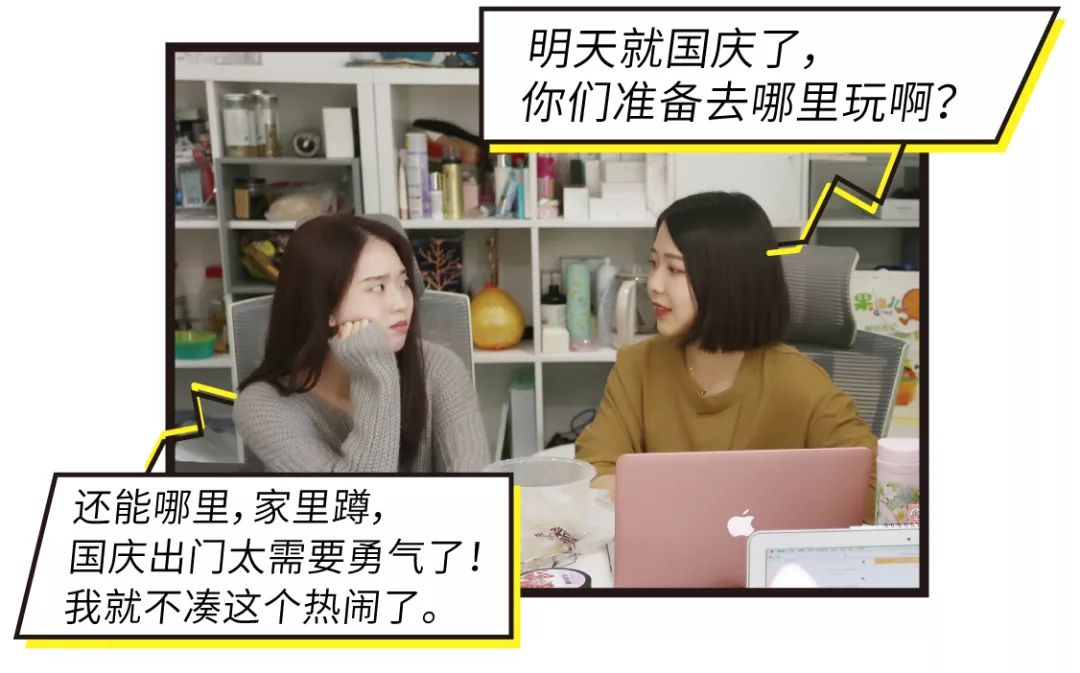 明天就国庆了，
你们准备去哪里玩啊？
还能哪里，家里蹲，
国庆出门太需要勇气了！
我就不凑这个热闹了。